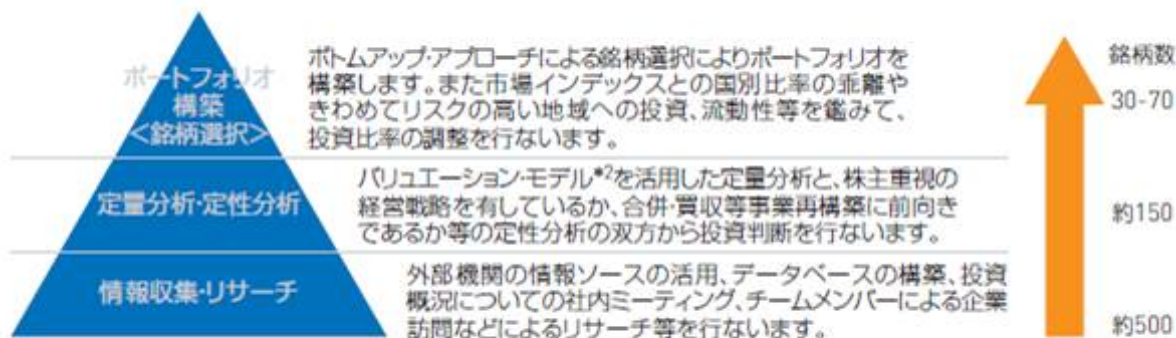 ポートフォリオ
構築
<銘柄選択>
ボトムアップ・アプローチによる銘柄選択によりポートフォリオを
構築します。また市場インデックスとの国別比率の乖離や
きわめてリスクの高い地域への投資、流動性等を鑑みて、
投資比率の調整を行ないます。
銘柄数
30-70
定量分析・定性分析
バリュエーション・モデル*2を活用した定量分析と、株主重視の
経営戦略を有しているか、合併・買収等事業再構築に前向き
であるか等の定性分析の双方から投資判断を行ないます。
約150
情報収集・リサーチ
外部機関の情報ソースの活用、データベースの構築、投資
概況についての社内ミーティング、チームメンバーによる企業
訪問などによるリサーチ等を行ないます。
約500